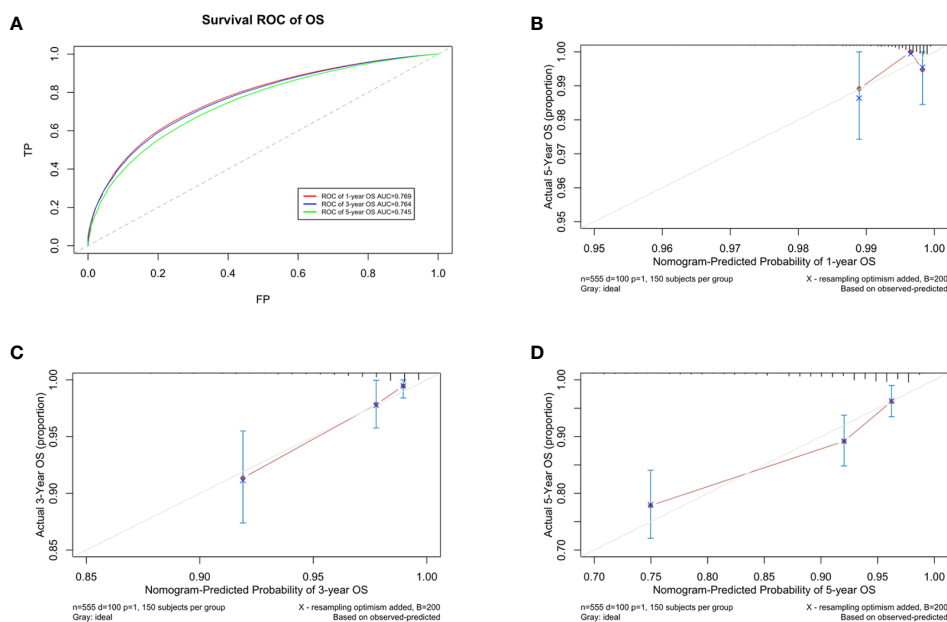 A
Survival ROC of OS
1.0
0.8
0.6
0.4
0.2
0.0
TP
ROC of 1-year OS AUC=0.769
ROC of 3-year OS AUC=0.764
ROC of 5-year OS AUC=0.745
0.0 0.2 0.4 0.6 0.8 1.0
FP
B
Actual 5-Year OS (proportion)
1.00
0.99
0.98
0.97
0.96
0.95
0.95 0.96 0.97 0.98 0.99 1.00
Nomogram-Predicted Probability of 1-year OS
n=555 d=100 p=1, 150 subjects per group
Gray: ideal
X - resampling optimism added, B=200
Based on observed-predicted
C
Actual 3-Year OS (proportion)
1.00
0.95
0.90
0.85
0.85 0.90 0.95 1.00
Nomogram-Predicted Probability of 3-year OS
n=555 d=100 p=1, 150 subjects per group
Gray: ideal
X - resampling optimism added, B=200
Based on observed-predicted
D
Actual 5-Year OS (proportion)
1.00
0.90
0.80
0.70
0.70 0.75 0.80 0.85 0.90 0.95 1.00
Nomogram-Predicted Probability of 5-year OS
n=555 d=100 p=1, 150 subjects per group
Gray: ideal
X - resampling optimism added, B=200
Based on observed-predicted